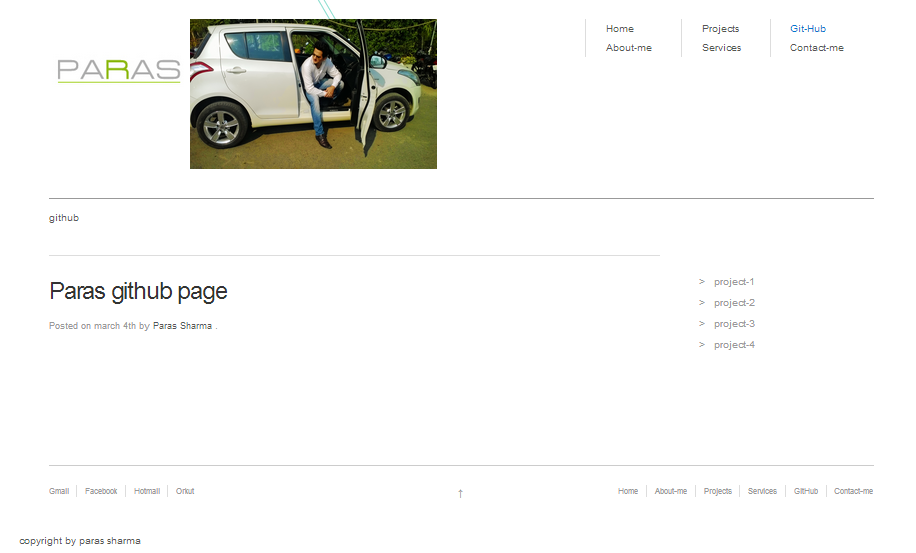 PARAS
Home Projects Git-Hub
About-me Services Contact-me
github
Paras github page
Posted on march 4th by Paras Sharma .
> project-1
> project-2
> project-3
> project-4
Gmail Facebook Hotmail Orkut ↑ Home About-me Projects Services GitHub Contact-me
copyright by paras sharma